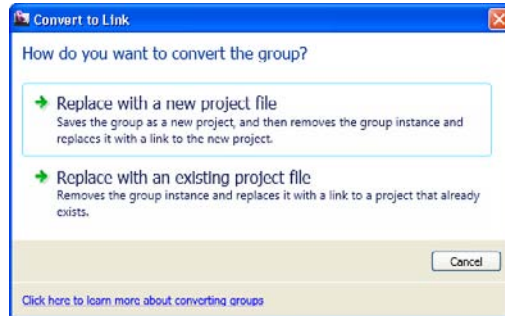 Convert to Link
How do you want to convert the group?
Replace with a new project file
Saves the group as a new project, and then removes the group instance and
replaces it with a link to the new project.
Replace with an existing project file
Removes the group instance and replaces it with a link to a project that already
exists.
Cancel
Click here to learn more about converting groups